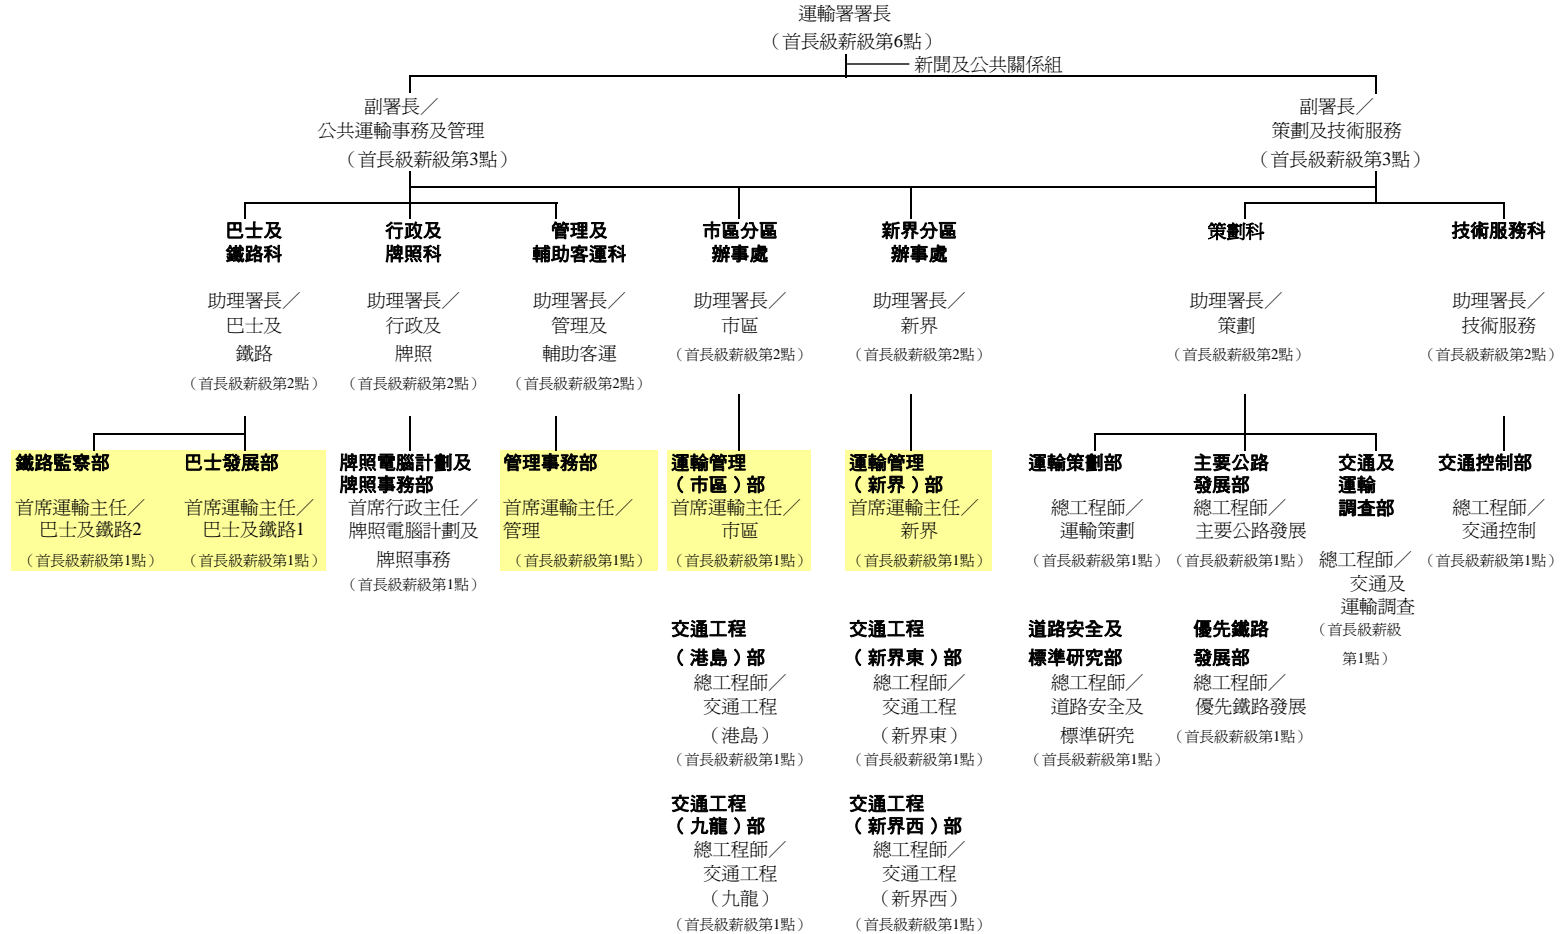 運輸署署長
（首長級薪級第6點）
新聞及公共關係組
副署長／
公共運輸事務及管理
（首長級薪級第3點）
副署長／
策劃及技術服務
（首長級薪級第3點）
巴士及
鐵路科
助理署長／
巴士及
鐵路
（首長級薪級第2點）
行政及
牌照科
助理署長／
行政及
牌照
（首長級薪級第2點）
管理及
輔助客運科
助理署長／
管理及
輔助客運
（首長級薪級第2點）
市區分區
辦事處
助理署長／
市區
（首長級薪級第2點）
新界分區
辦事處
助理署長／
新界
（首長級薪級第2點）
策劃科
助理署長／
策劃
（首長級薪級第2點）
技術服務科
助理署長／
技術服務
（首長級薪級第2點）
鐵路監察部
首席運輸主任／
巴士及鐵路2
（首長級薪級第1點）
巴士發展部
首席運輸主任／
巴士及鐵路1
（首長級薪級第1點）
牌照電腦計劃及
牌照事務部
首席行政主任／
牌照電腦計劃及
牌照事務
（首長級薪級第1點）
管理事務部
首席運輸主任／
管理
（首長級薪級第1點）
運輸管理
（市區）部
首席運輸主任／
市區
（首長級薪級第1點）
運輸管理
（新界）部
首席運輸主任／
新界
（首長級薪級第1點）
運輸策劃部
總工程師／
運輸策劃
（首長級薪級第1點）
主要公路
發展部
總工程師／
主要公路發展
（首長級薪級第1點）
交通及
運輸
調查部
總工程師／
交通及
運輸調查
（首長級薪級
第1點）
交通控制部
總工程師／
交通控制
（首長級薪級第1點）
交通工程
（港島）部
總工程師／
交通工程
（港島）
（首長級薪級第1點）
交通工程
（新界東）部
總工程師／
交通工程
（新界東）
（首長級薪級第1點）
道路安全及
標準研究部
總工程師／
道路安全及
標準研究
（首長級薪級第1點）
優先鐵路
發展部
總工程師／
優先鐵路發展
（首長級薪級第1點）
交通工程
（九龍）部
總工程師／
交通工程
（九龍）
（首長級薪級第1點）
交通工程
（新界西）部
總工程師／
交通工程
（新界西）
（首長級薪級第1點）